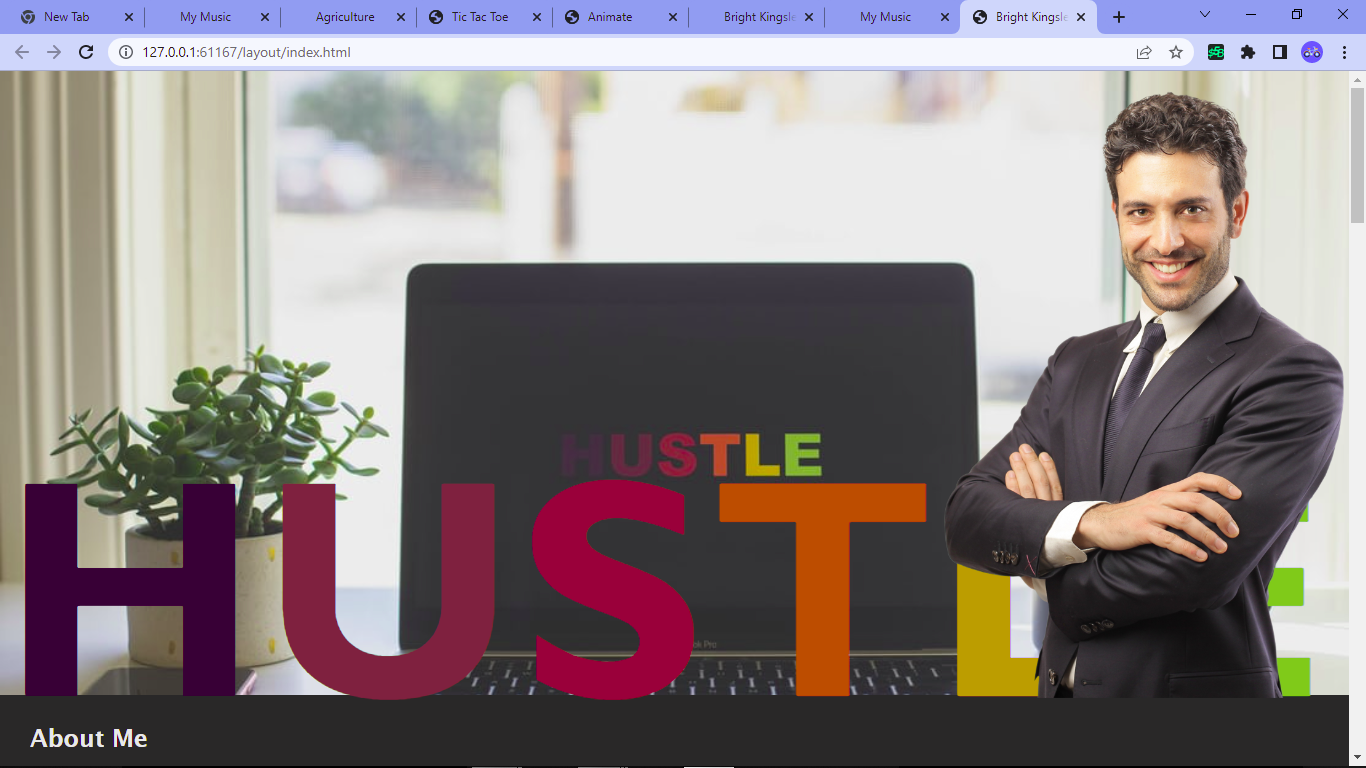 New Tab
My Music
Agriculture
Tic Tac Toe
Animate
Bright Kingsle
My Music
Bright Kingsle
127.0.0.1:61167/layout/index.html
HUSTLE
HUSTLE
About Me